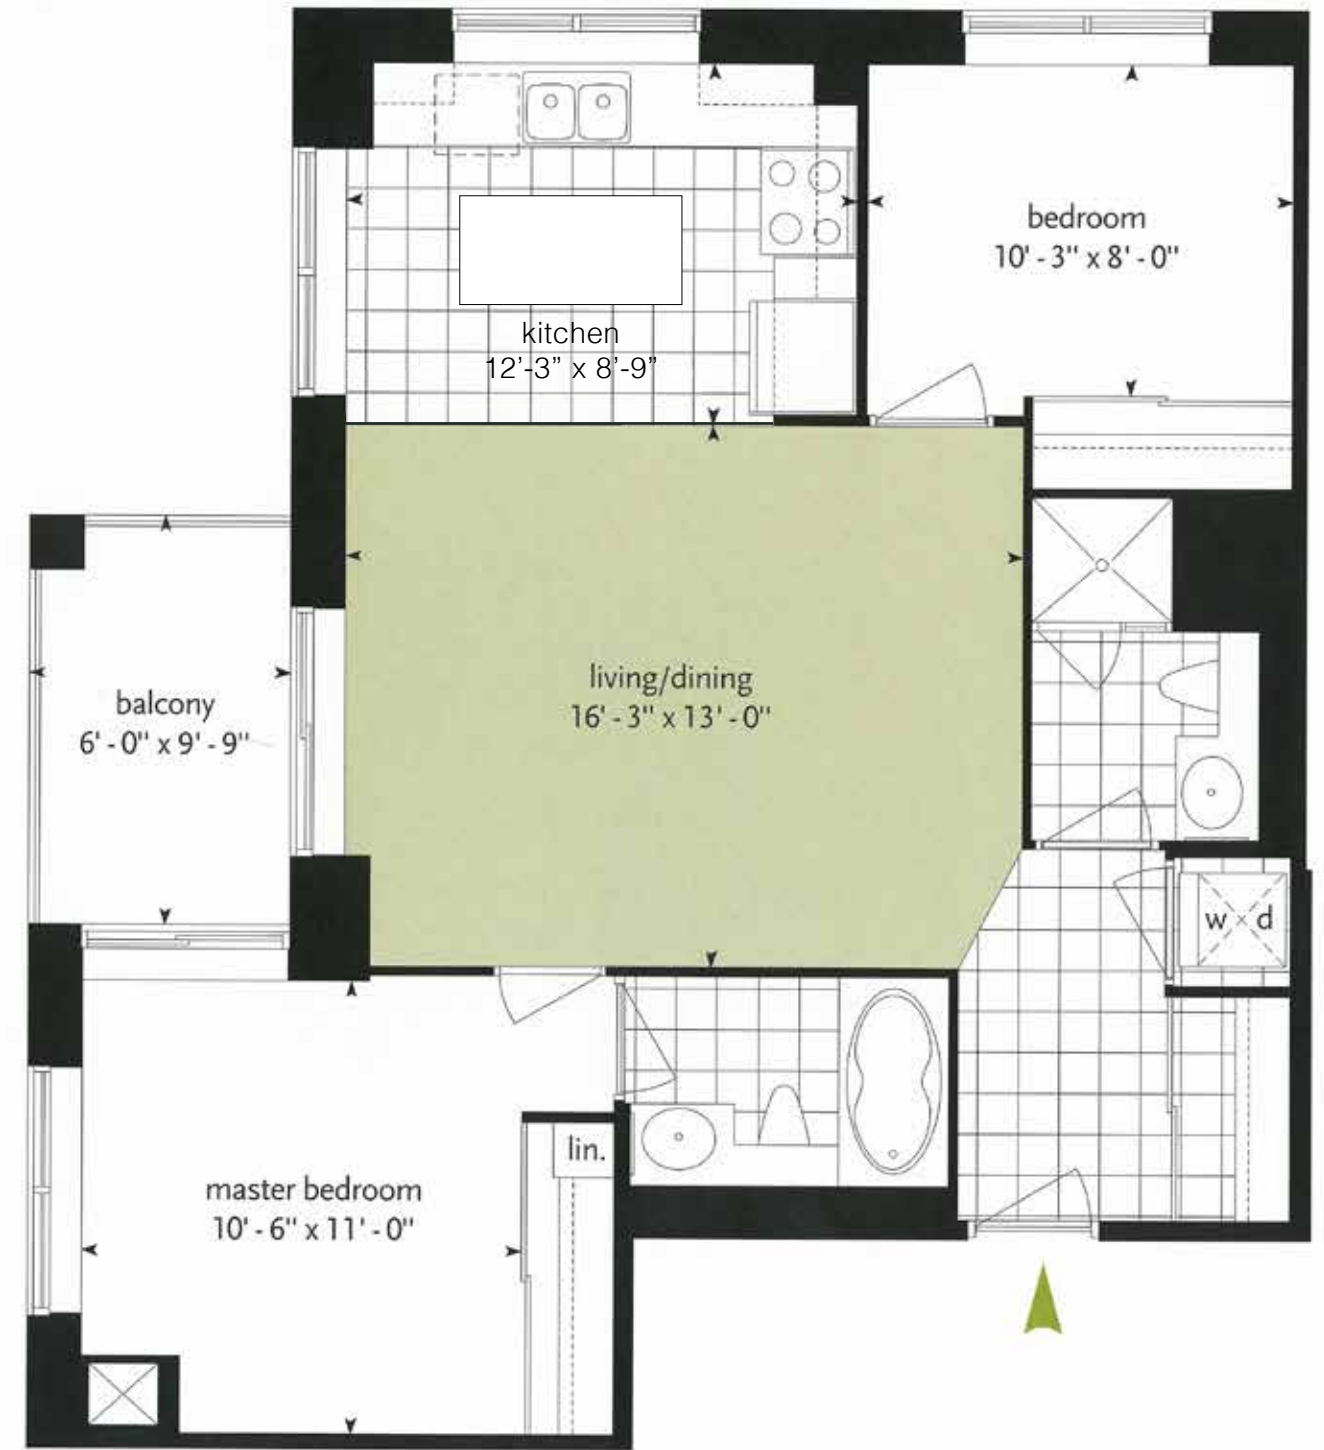 bedroom
10' - 3" x 8' - 0"
kitchen
12'-3” x 8’-9”
living/dining
16' - 3" x 13' - 0"
balcony
6' - 0" x 9' - 9"
w d
lin.
master bedroom
10' - 6" x 11' - 0"